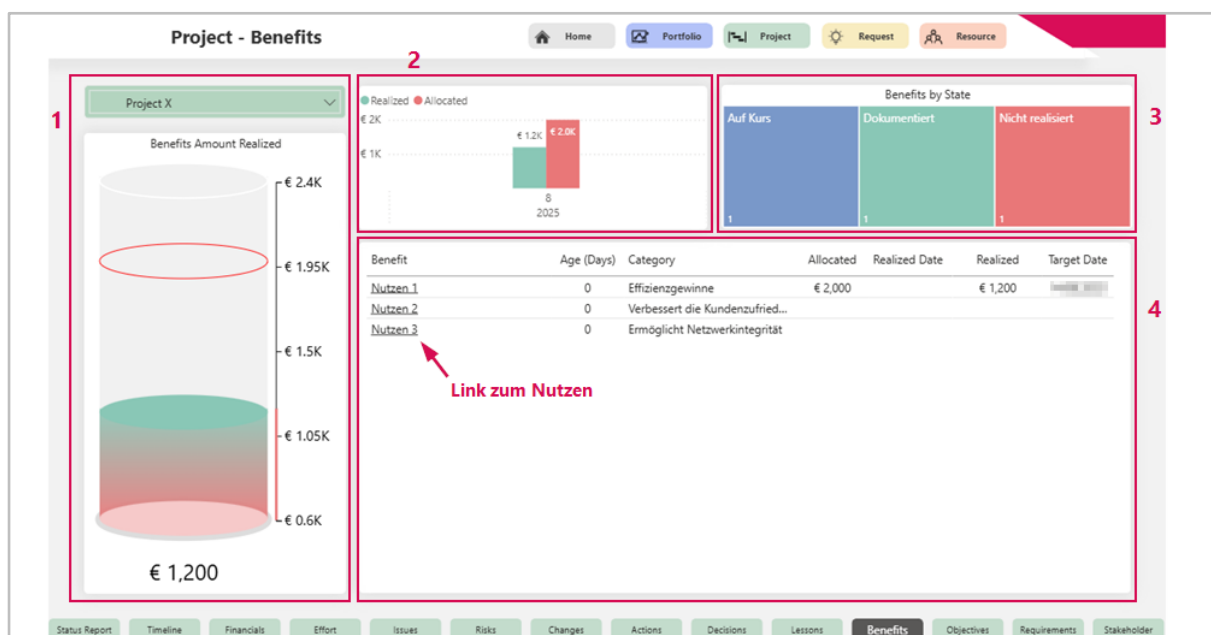 Project - Benefits
Home
Portfolio
Project
Request
Resource
1
Project X
Benefits Amount Realized
€ 2.4K
€ 1.95K
€ 1.5K
€ 1.05K
€ 0.6K
€ 1,200
2
Realized Allocated
€ 2K
€ 1K
€ 1.2K
€ 2.0K
8
2025
3
Benefits by State
Auf Kurs
1
Dokumentiert
1
Nicht realisiert
1
4
Benefit Age (Days) Category Allocated Realized Date Realized Target Date
Nutzen 1 0 Effizienzgewinne € 2,000 € 1,200
Nutzen 2 0 Verbessert die Kundenzufried...
Nutzen 3 0 Ermöglicht Netzwerkintegrität
Link zum Nutzen
Status Report Timeline Financials Effort Issues Risks Changes Actions Decisions Lessons Benefits Objectives Requirements Stakeholder